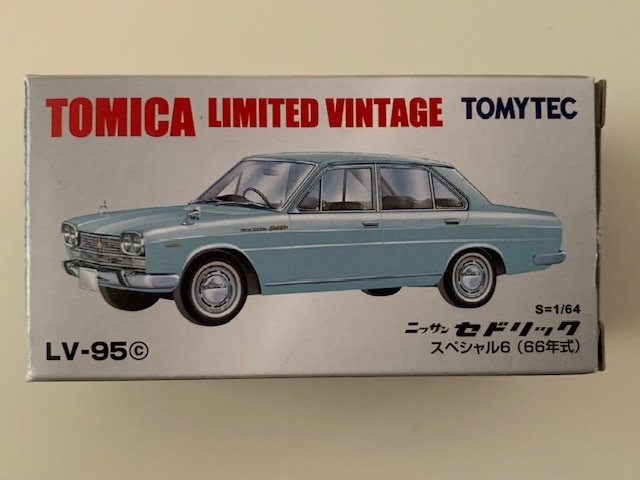 TOMICA LIMITED VINTAGE TOMYTEC
S=1/64
ニッサン セドリック
LV-95ⓒ スペシャル6（66年式）